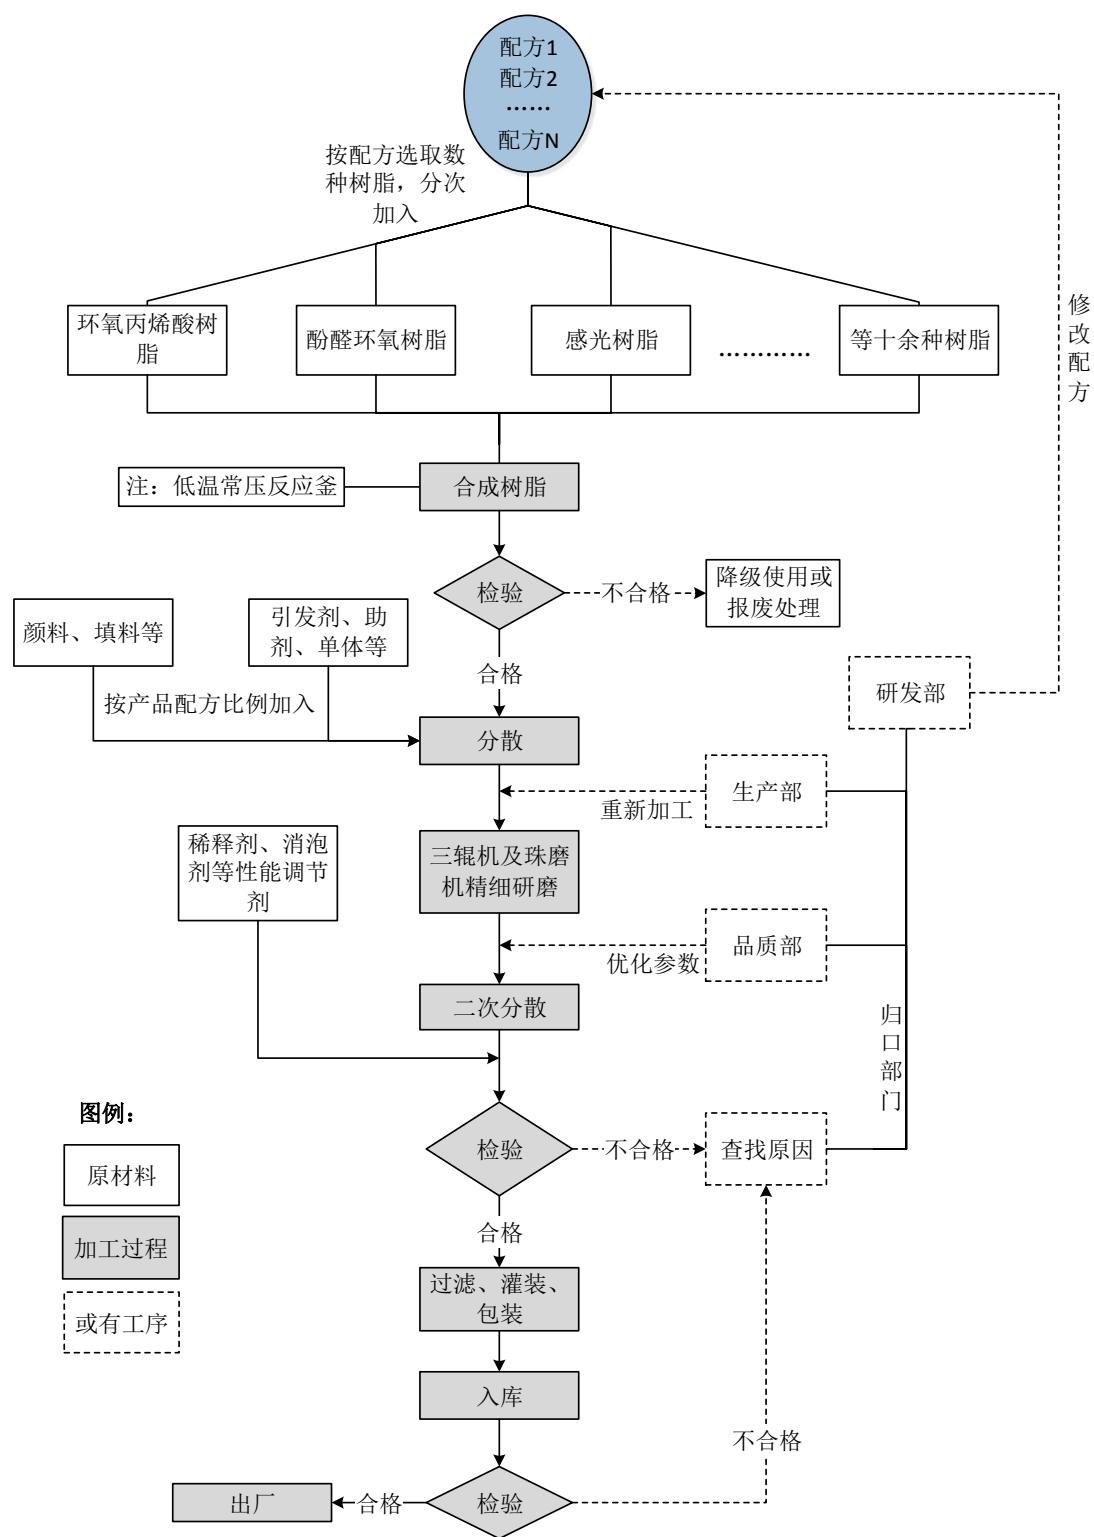 配方1
配方2
……
配方N
按配方选取数
种树脂，分次
加入
环氧丙烯酸树
脂
酚醛环氧树脂
感光树脂
…………
等十余种树脂
修
改
配
方
注：低温常压反应釜
合成树脂
检验
不合格
降级使用或
报废处理
颜料、填料等
引发剂、助
剂、单体等
合格
按产品配方比例加入
研发部
分散
生产部
重新加工
稀释剂、消泡
剂等性能调节
剂
三辊机及珠磨
机精细研磨
品质部
优化参数
二次分散
归
口
部
门
图例：
原材料
加工过程
或有工序
检验
不合格
查找原因
合格
过滤、灌装、
包装
入库
不合格
检验
合格
出厂